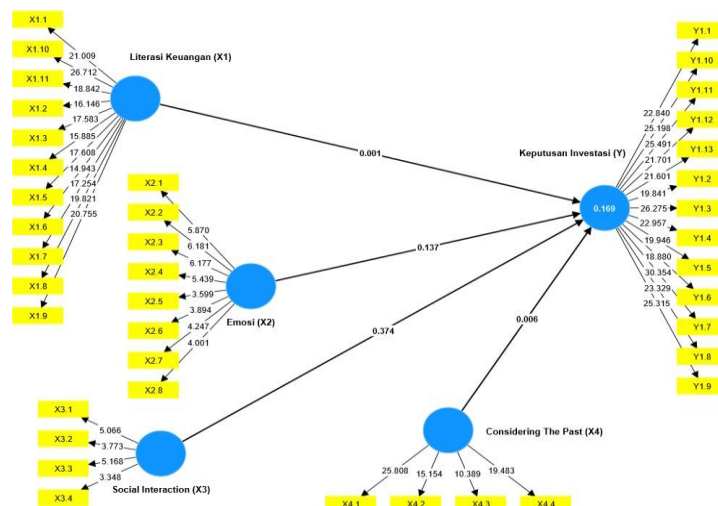 X1.1
X1.10
X1.11
X1.2
X1.3
X1.4
X1.5
X1.6
X1.7
X1.8
X1.9
21.009
26.712
18.842
16.146
17.583
15.885
17.608
14.943
17.254
19.821
20.755
Literasi Keuangan (X1)
0.001
X2.1
X2.2
X2.3
X2.4
X2.5
X2.6
X2.7
X2.8
5.870
6.181
6.177
5.439
3.599
3.894
4.247
4.001
Emosi (X2)
0.137
X3.1
X3.2
X3.3
X3.4
5.066
3.773
5.168
3.348
Social Interaction (X3)
0.374
Considering The Past (X4)
0.006
25.808
15.154
10.389
19.483
X4.1
X4.2
X4.3
X4.4
Keputusan Investasi (Y)
0.169
22.840
25.198
25.491
21.701
21.601
19.841
26.275
22.957
19.946
18.880
30.354
23.329
25.315
Y1.1
Y1.10
Y1.11
Y1.12
Y1.13
Y1.2
Y1.3
Y1.4
Y1.5
Y1.6
Y1.7
Y1.8
Y1.9